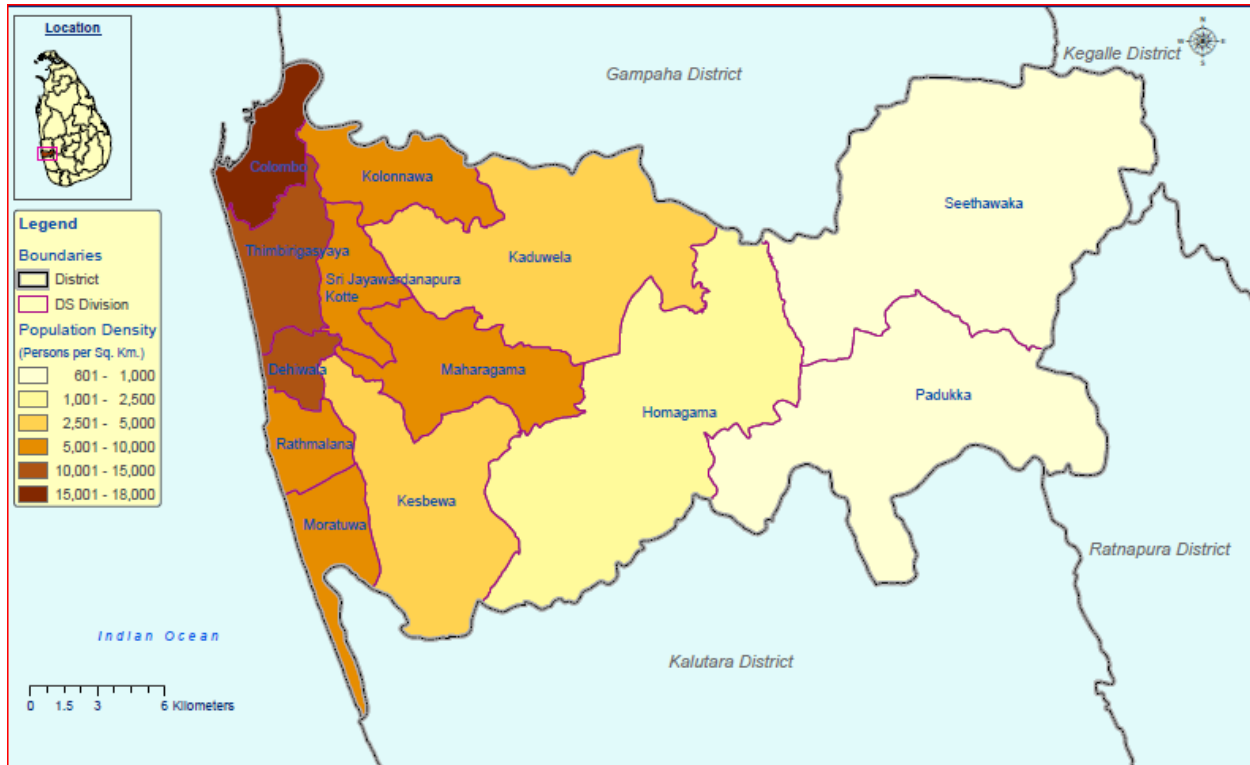 Location
N
W
E
S
Gampaha District
Kegalle District
Colombo
Kolonnawa
Seethawaka
Legend
Boundaries
District
DS Division
Population Density
(Persons per Sq. Km.)
601 - 1,000
1,001 - 2,500
2,501 - 5,000
5,001 - 10,000
10,001 - 15,000
15,001 - 18,000
Thimbirigasyaya
Kaduwela
Sri Jayawardanapura
Kotte
Dehiwala
Maharagama
Homagama
Padukka
Rathmalana
Kesbewa
Moratuwa
Ratnapura District
Indian Ocean
Kalutara District
0 1.5 3 6 Kilometers